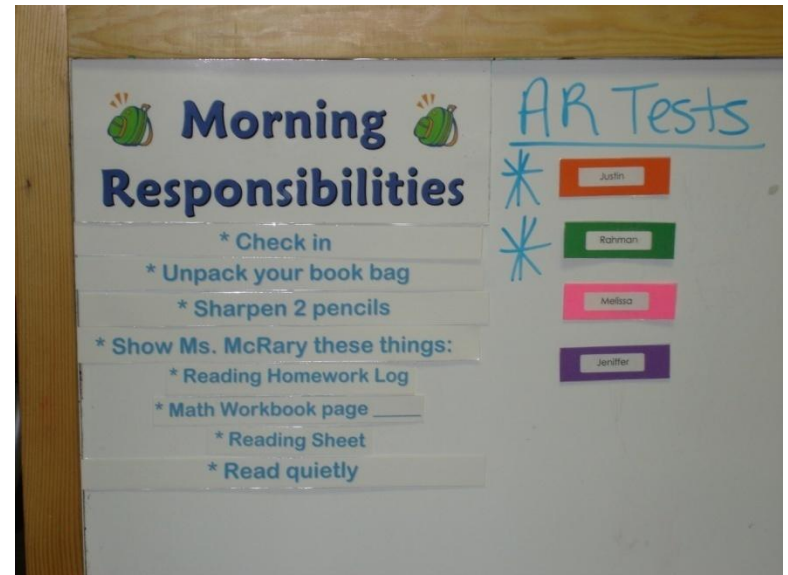 Morning
Responsibilities
* Check in
* Unpack your book bag
* Sharpen 2 pencils
* Show Ms. McRary these things:
* Reading Homework Log
* Math Workbook page ____
* Reading Sheet
* Read quietly
AR Tests
* Justin
* Rahman
Melissa
Jeniffer